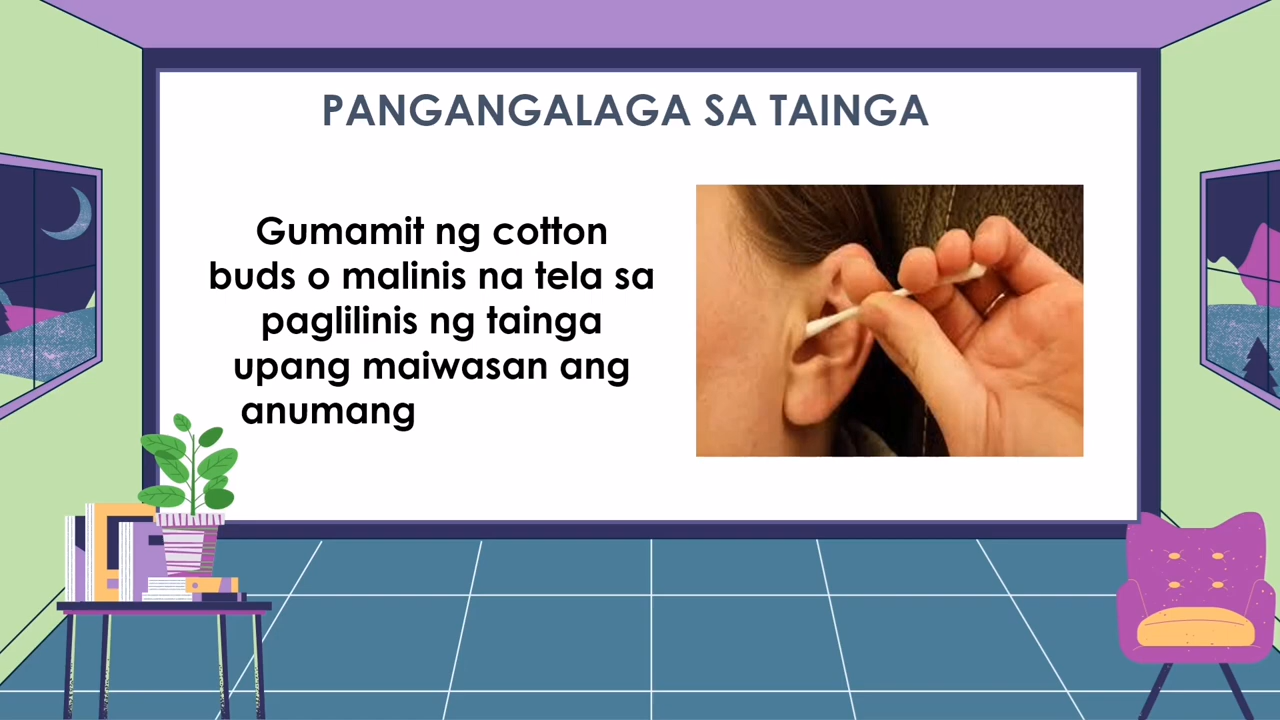 PANGANGALAGA SA TAINGA
Gumamit ng cotton
buds o malinis na tela sa
paglilinis ng tainga
upang maiwasan ang
anumang